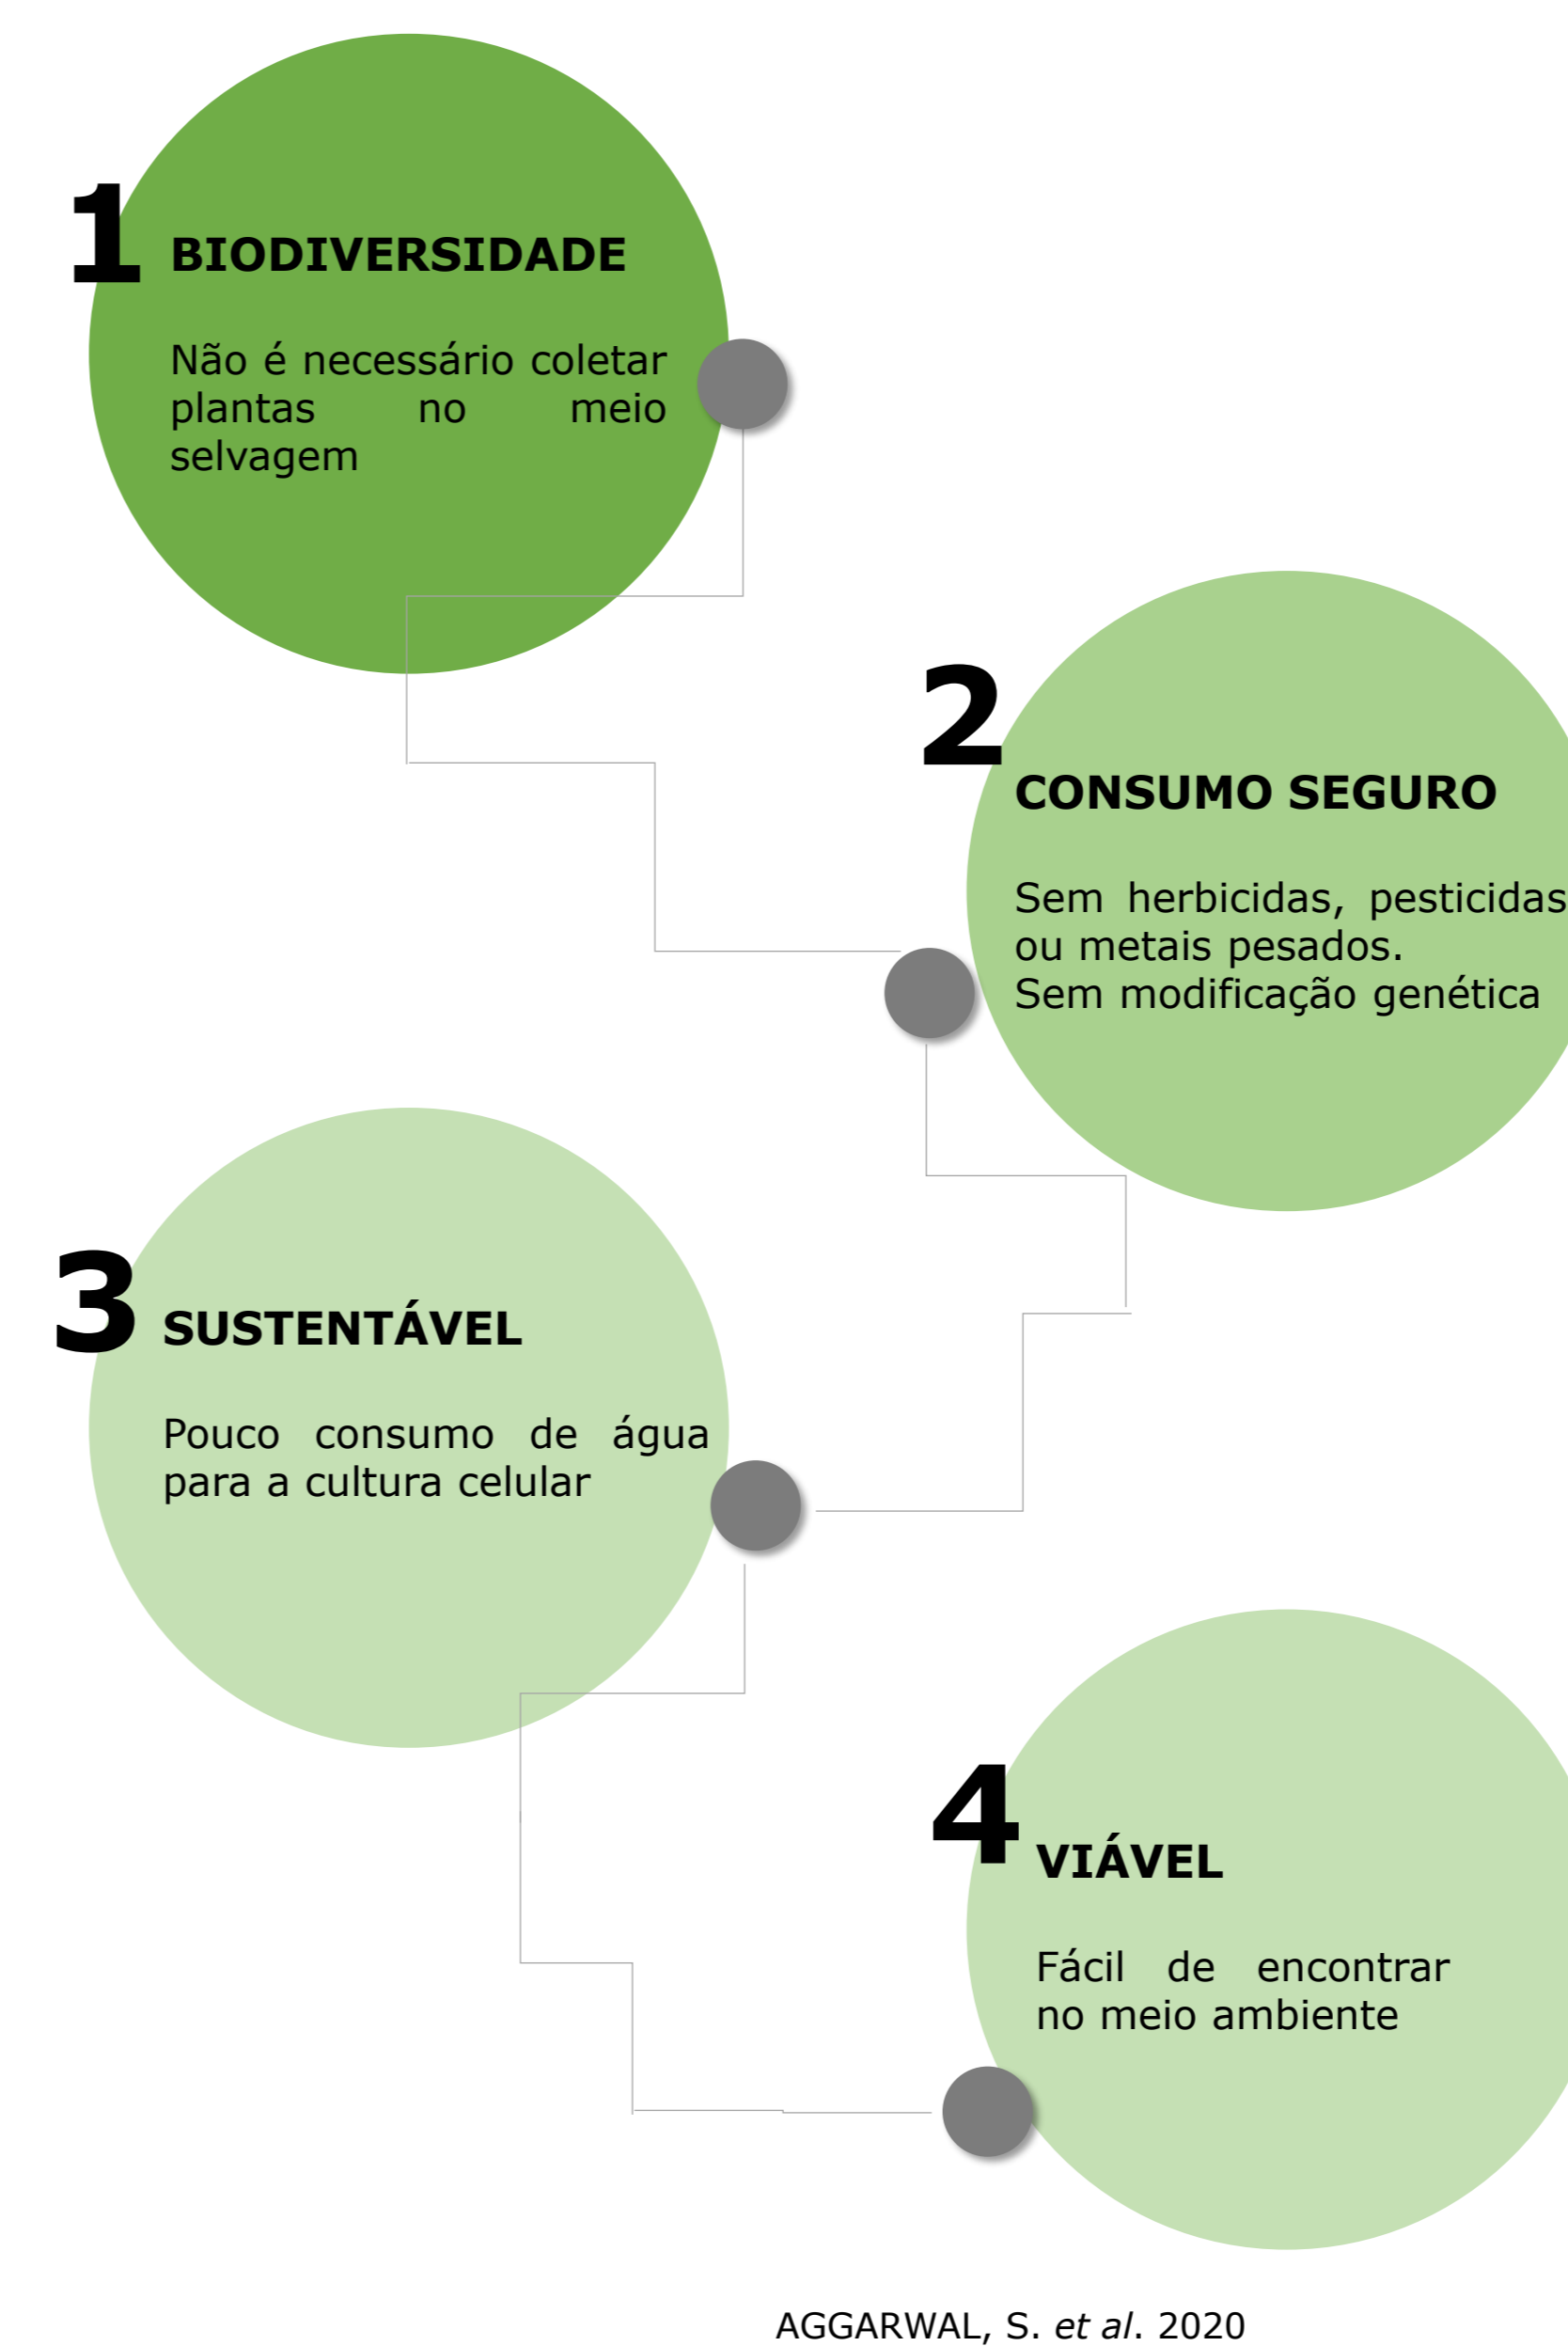 1
BIODIVERSIDADE
Não é necessário coletar
plantas no meio
selvagem
2
CONSUMO SEGURO
Sem herbicidas, pesticidas
ou metais pesados.
Sem modificação genética
3
SUSTENTÁVEL
Pouco consumo de água
para a cultura celular
4
VIÁVEL
Fácil de encontrar
no meio ambiente
AGGARWAL, S. et al. 2020